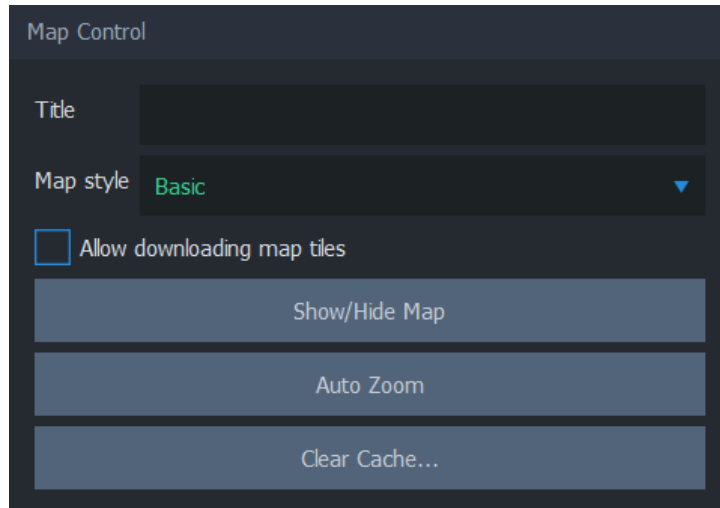 Map Control
Title
Map style Basic
Allow downloading map tiles
Show/Hide Map
Auto Zoom
Clear Cache...